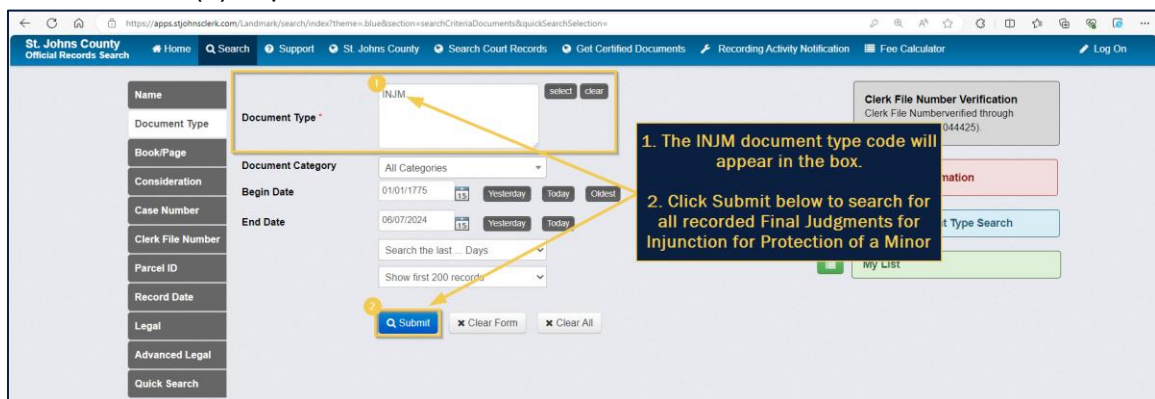 https://apps.stjohnsclerk.com/Landmark/search/index?theme=.blue&section=searchCriteriaDocuments&quickSearchSelection=
St. Johns County
Official Records Search
Home Search Support St. Johns County Search Court Records Get Certified Documents Recording Activity Notification Fee Calculator Log On
Name
Document Type
Book/Page
Consideration
Case Number
Clerk File Number
Parcel ID
Record Date
Legal
Advanced Legal
Quick Search
1
Document Type *
INJM
select clear
Document Category
All Categories
Begin Date
01/01/1775
15
Yesterday Today Oldest
End Date
06/07/2024
15
Yesterday Today
Search the last ... Days
Show first 200 records
2
Submit
x Clear Form
x Clear All
1. The INJM document type code will
appear in the box.
2. Click Submit below to search for
all recorded Final Judgments for
Injunction for Protection of a Minor
Clerk File Number Verification
Clerk File Numberverified through
044425).
mation
t Type Search
My List